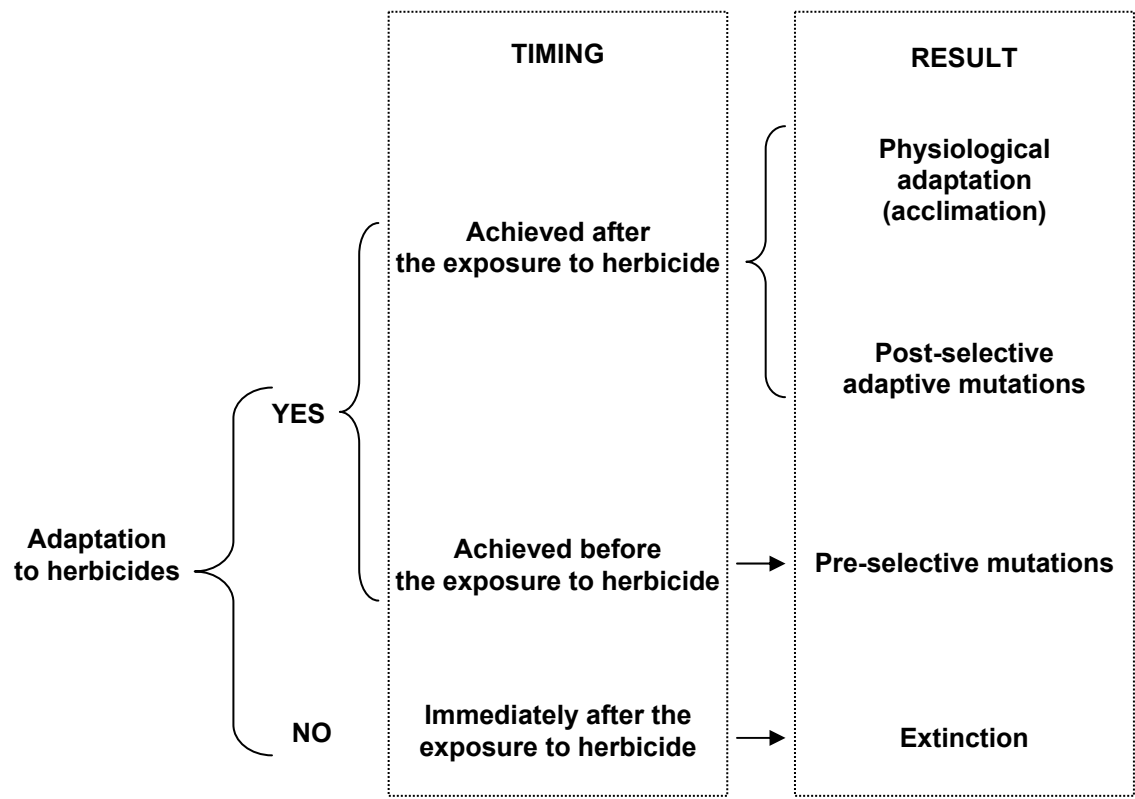 TIMING
RESULT
Physiological
adaptation
(acclimation)
Achieved after
the exposure to herbicide
Post-selective
adaptive mutations
YES
Adaptation
to herbicides
Achieved before
the exposure to herbicide
Pre-selective mutations
NO
Immediately after the
exposure to herbicide
Extinction